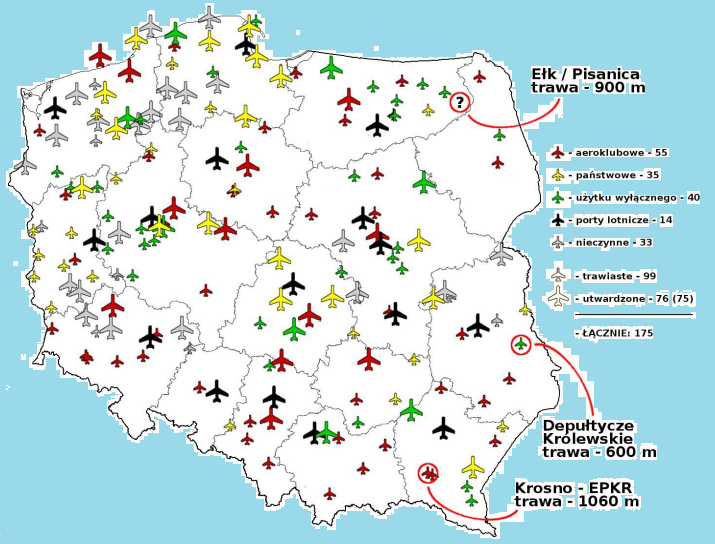 Ełk / Pisanica
trawa - 900 m
?
- aeroklubowe - 55
- państwowe - 35
- użytku wyłącznego - 40
- porty lotnicze - 14
- nieczynne - 33
- trawiaste - 99
- utwardzone - 76 (75)
- ŁĄCZNIE: 175
Depułtycze
Królewskie
trawa - 600 m
Krosno - EPKR
trawa - 1060 m